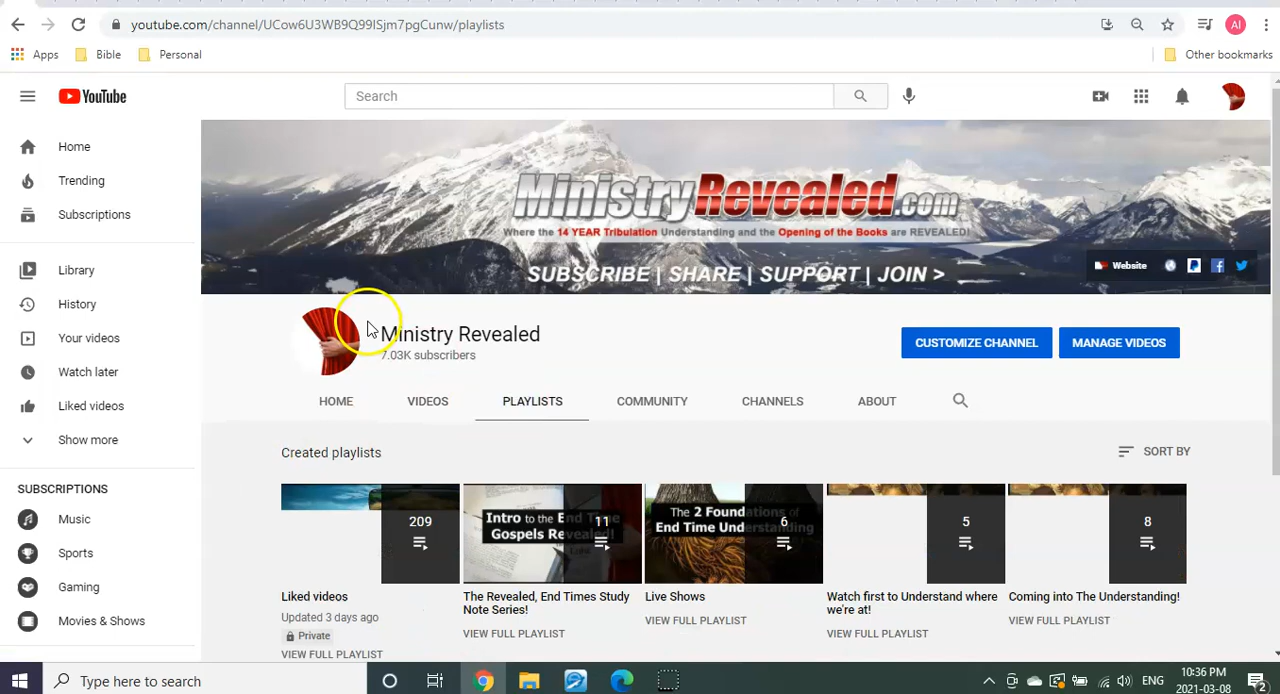 youtube.com/channel/UCow6U3WB9Q99ISjm7pgCunw/playlists
AI
Apps Bible Personal Other bookmarks
YouTube
Search
MinistryRevealed.com
Where the 14 YEAR Tribulation Understanding and the Opening of the Books are REVEALED!
SUBSCRIBE | SHARE | SUPPORT | JOIN >
Website
Home
Trending
Subscriptions
Library
History
Your videos
Watch later
Liked videos
Show more
SUBSCRIPTIONS
Music
Sports
Gaming
Movies & Shows
Ministry Revealed
7.03K subscribers
CUSTOMIZE CHANNEL MANAGE VIDEOS
HOME VIDEOS PLAYLISTS COMMUNITY CHANNELS ABOUT
Created playlists SORT BY
209
Liked videos
Updated 3 days ago
Private
VIEW FULL PLAYLIST
Intro to the End Time
Gospels Revealed!
11
The Revealed, End Times Study
Note Series!
VIEW FULL PLAYLIST
The 2 Foundations of
End Time Understanding
6
Live Shows
VIEW FULL PLAYLIST
5
Watch first to Understand where
we're at!
VIEW FULL PLAYLIST
8
Coming into The Understanding!
VIEW FULL PLAYLIST
Type here to search
ENG
10:36 PM
2021-03-08
2